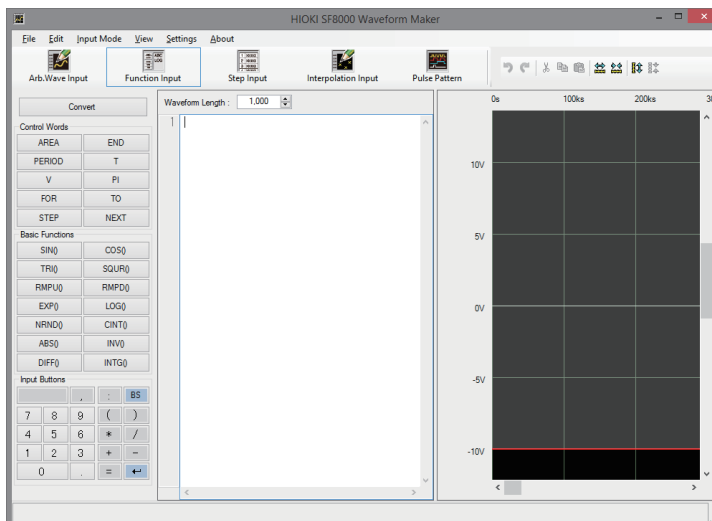 HIOKI SF8000 Waveform Maker
File Edit Input Mode View Settings About
Arb.Wave Input Function Input Step Input Interpolation Input Pulse Pattern
Convert
Waveform Length : 1,000
Control Words
AREA END
PERIOD T
V PI
FOR TO
STEP NEXT
Basic Functions
SIN() COS()
TRI() SQUR()
RMPU() RMPD()
EXP() LOG()
NRND() CINT()
ABS() INV()
DIFF() INTG()
Input Buttons
, : BS
7 8 9 ( )
4 5 6 * /
1 2 3 + -
0 . = ↵
1
0s 100ks 200ks 3
10V
5V
0V
-5V
-10V